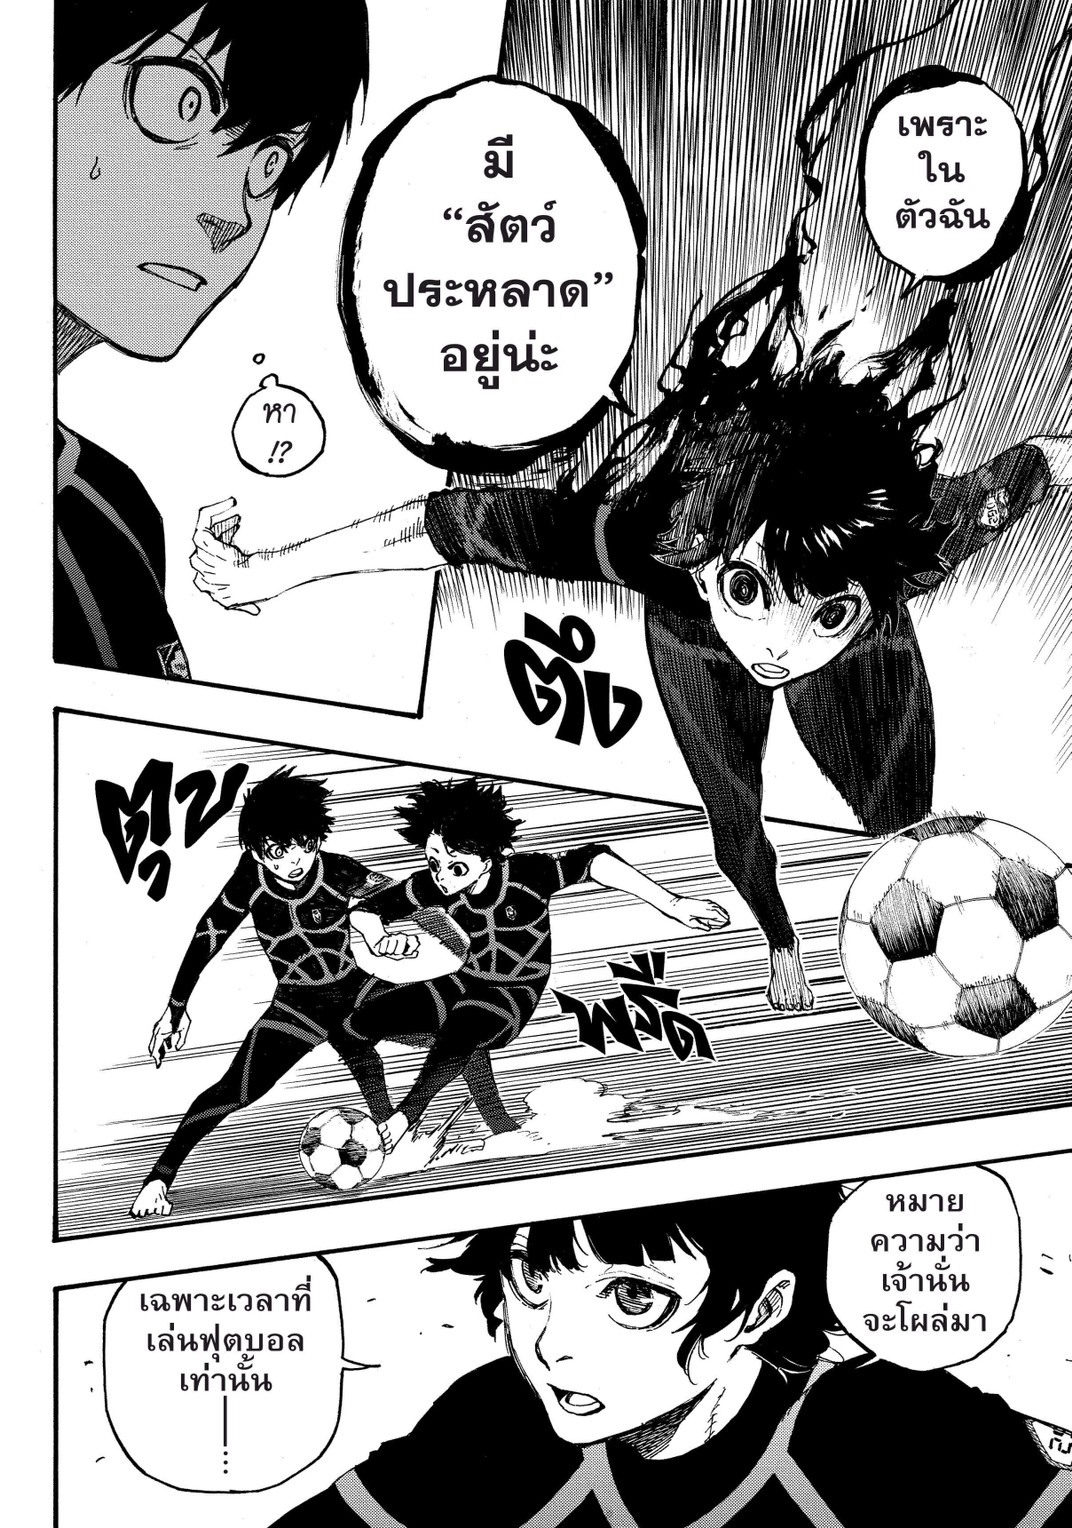 เพราะ
ใน
ตัวฉัน
มี
“สัตว์
ประหลาด”
อยู่น่ะ
หา
!?
ตึง
ตุบ
พรืด
หมาย
ความว่า
เจ้านั่น
จะโผล่มา
เฉพาะเวลาที่
เล่นฟุตบอล
เท่านั้น